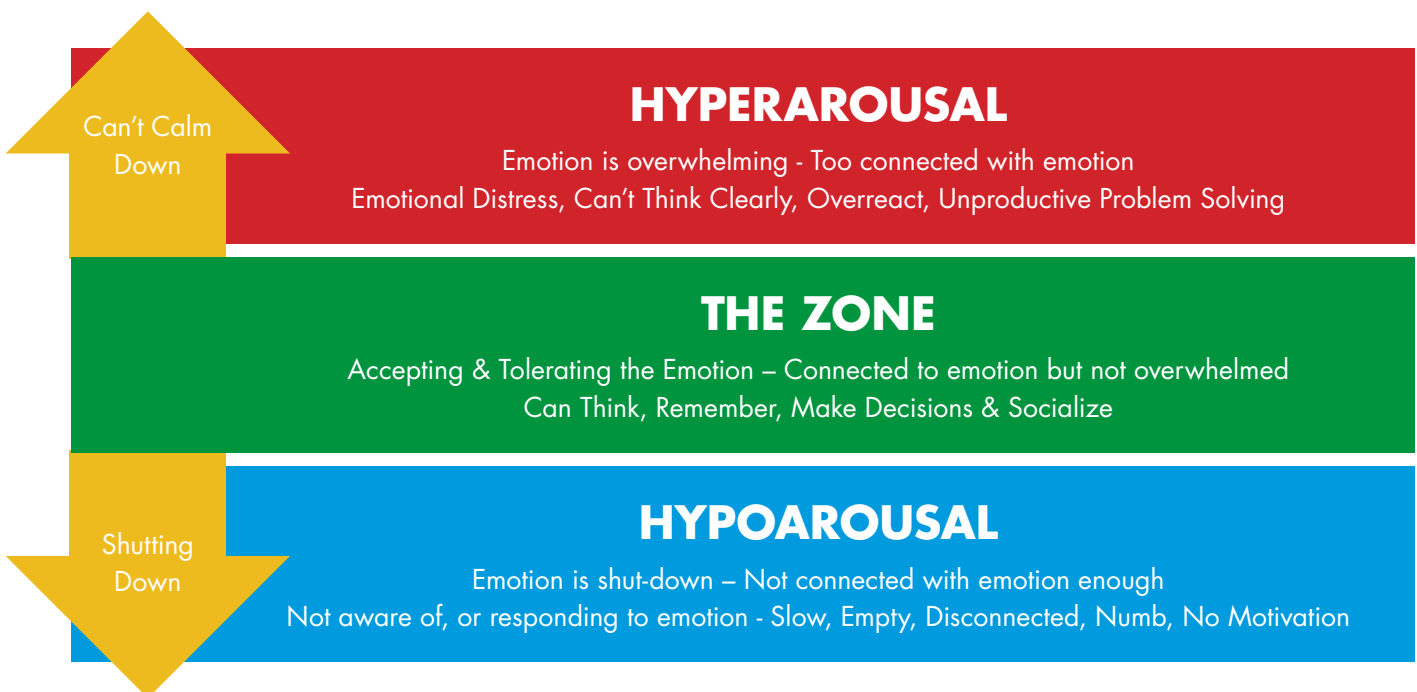 Can't Calm
Down
HYPERAROUSAL
Emotion is overwhelming - Too connected with emotion
Emotional Distress, Can't Think Clearly, Overreact, Unproductive Problem Solving
THE ZONE
Accepting & Tolerating the Emotion – Connected to emotion but not overwhelmed
Can Think, Remember, Make Decisions & Socialize
Shutting
Down
HYPOAROUSAL
Emotion is shut-down – Not connected with emotion enough
Not aware of, or responding to emotion - Slow, Empty, Disconnected, Numb, No Motivation